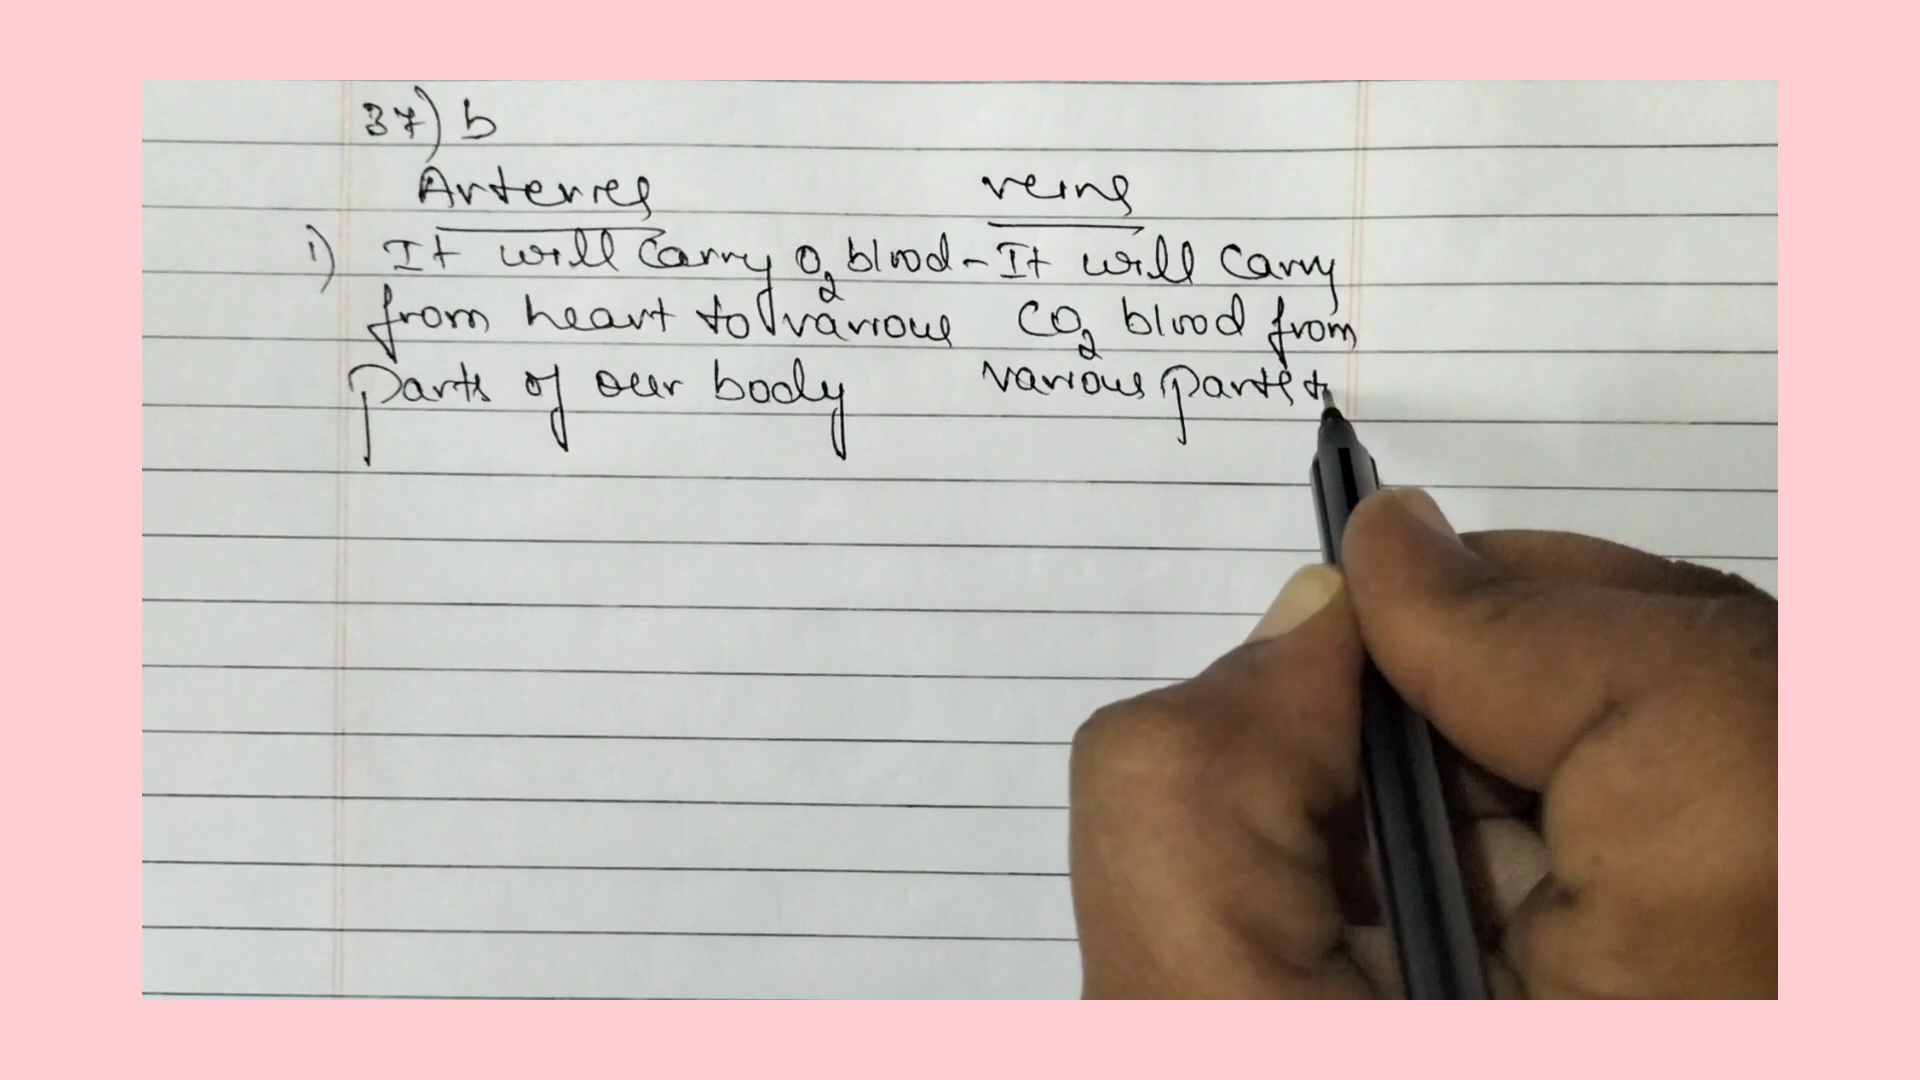 37) b
Arteries veins
1) It will carry O₂ blood - It will carry
from heart to various CO₂ blood from
parts of our body various parts t